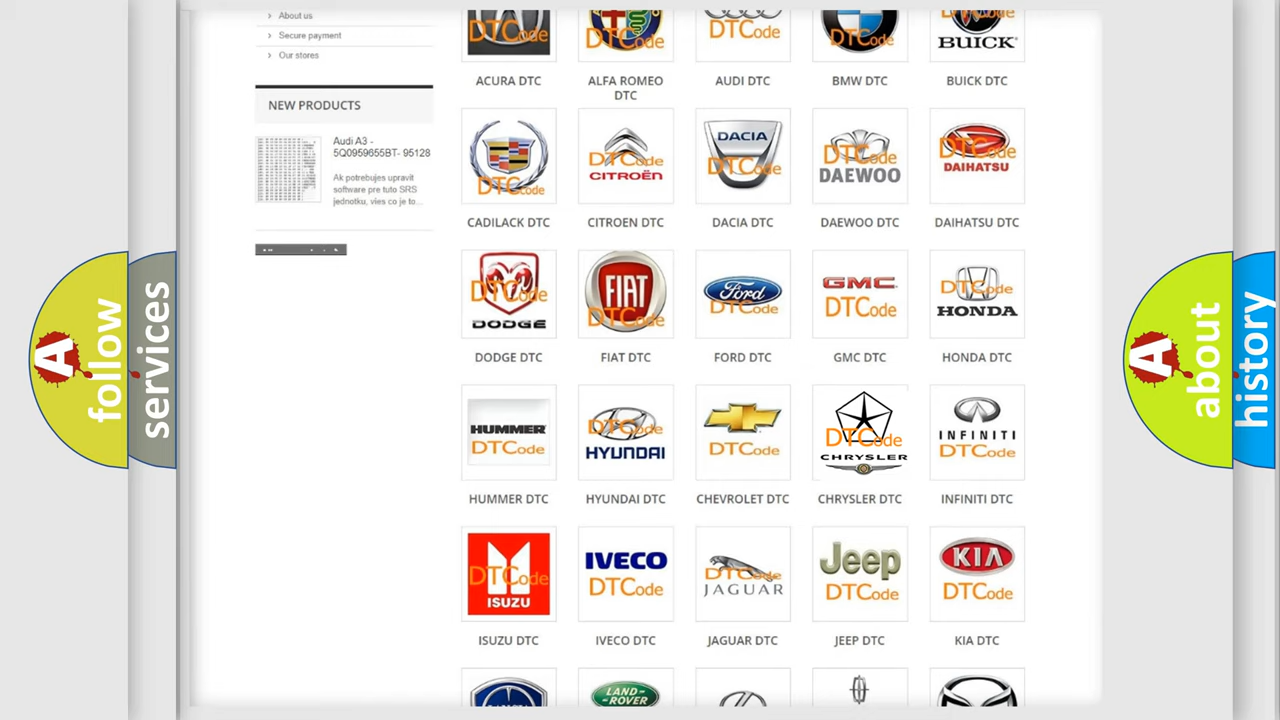 About us
Secure payment
Our stores
NEW PRODUCTS
Audi A3 -
5Q0959655BT- 95128
Ak potrebujes upravit
software pre tuto SRS
jednotku, vies co je to...
DTCode
DTCode
DTCode
DTCode
DTCode
BUICK
ACURA DTC
ALFA ROMEO
DTC
AUDI DTC
BMW DTC
BUICK DTC
DTCode
DTCode
CITROËN
DACIA
DTCode
DTCode
DAEWOO
DTCode
DAIHATSU
CADILACK DTC
CITROEN DTC
DACIA DTC
DAEWOO DTC
DAIHATSU DTC
DTCode
DODGE
FIAT
DTCode
Ford
DTCode
GMC
DTCode
DTCode
HONDA
DODGE DTC
FIAT DTC
FORD DTC
GMC DTC
HONDA DTC
HUMMER
DTCode
DTCode
HYUNDAI
DTCode
DTCode
CHRYSLER
INFINITI
DTCode
HUMMER DTC
HYUNDAI DTC
CHEVROLET DTC
CHRYSLER DTC
INFINITI DTC
DTCode
ISUZU
IVECO
DTCode
DTCode
JAGUAR
Jeep
DTCode
KIA
DTCode
ISUZU DTC
IVECO DTC
JAGUAR DTC
JEEP DTC
KIA DTC
LAND-
ROVER
A follow
services
A about
history